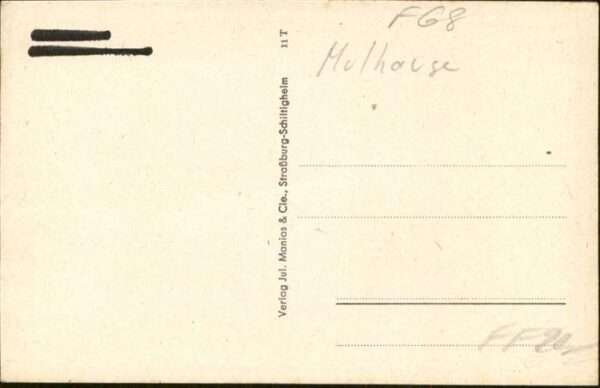 F68
Mulhouse
11 T
Verlag Jul. Manias & Cie., Straßburg-Schiltigheim